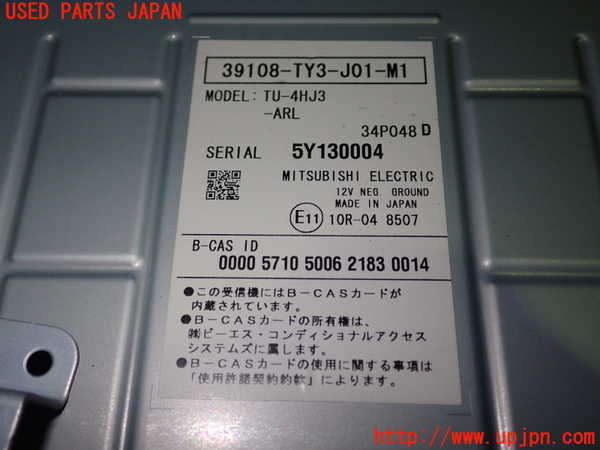 USED PARTS JAPAN
39108-TY3-J01-M1
MODEL: TU-4HJ3
-ARL
34P048 D
SERIAL 5Y130004
MITSUBISHI ELECTRIC
12V NEG. GROUND
MADE IN JAPAN
E11 10R-04 8507
B-CAS ID
0000 5710 5006 2183 0014
●この受信機にはB-CASカードが
内蔵されています。
●B-CASカードの所有権は、
㈱ビーエス・コンディショナルアクセス
システムズに属します。
●B-CASカードの使用に関する事項は
「使用許諾契約約款」によります。
http://www.upjpn.com